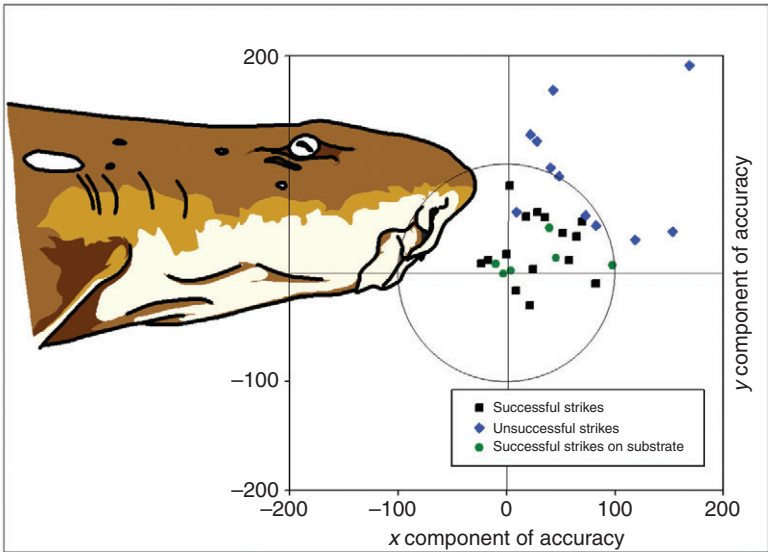 200
y component of accuracy
−100
Successful strikes
Unsuccessful strikes
Successful strikes on substrate
−200
−200 −100 0 100 200
x component of accuracy